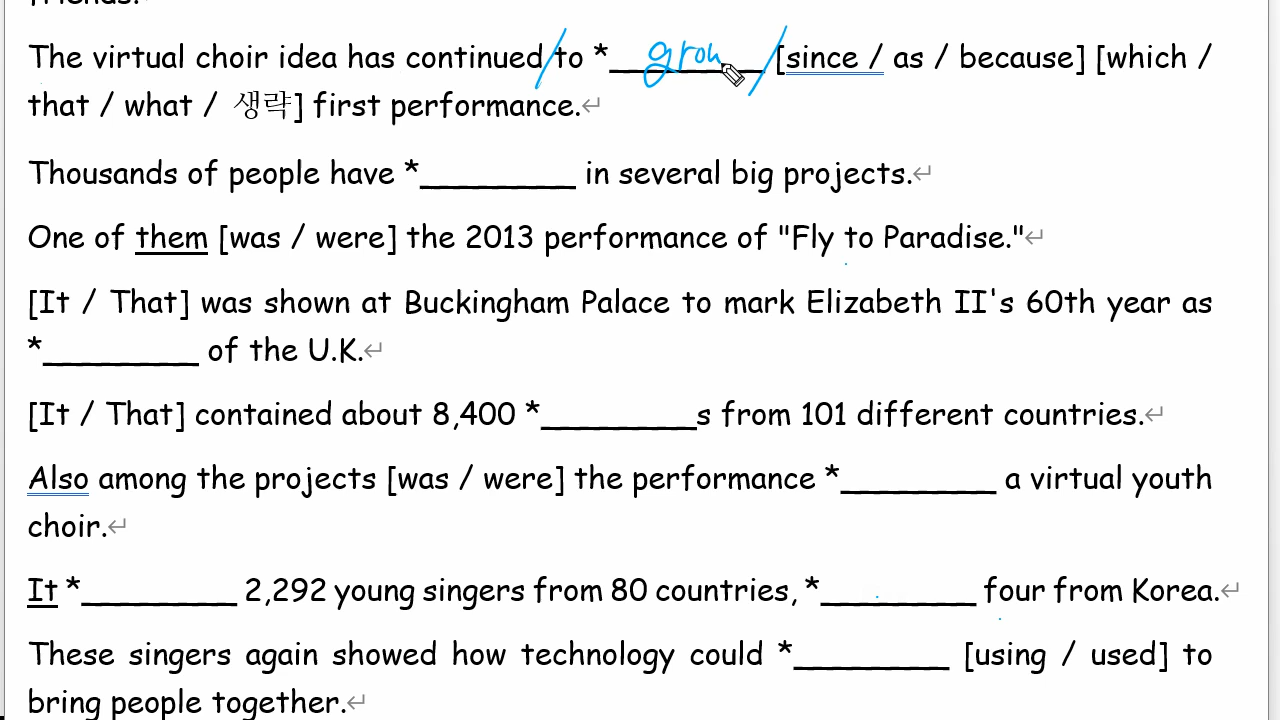 friends.
The virtual choir idea has continued to *________ [since / as / because] [which /
grow
that / what / 생략] first performance.↵
Thousands of people have *________ in several big projects.↵
One of them [was / were] the 2013 performance of "Fly to Paradise."↵
[It / That] was shown at Buckingham Palace to mark Elizabeth II's 60th year as
*________ of the U.K.↵
[It / That] contained about 8,400 *________s from 101 different countries.↵
Also among the projects [was / were] the performance *________ a virtual youth
choir.↵
It *________ 2,292 young singers from 80 countries, *________ four from Korea.↵
These singers again showed how technology could *________ [using / used] to
bring people together.↵